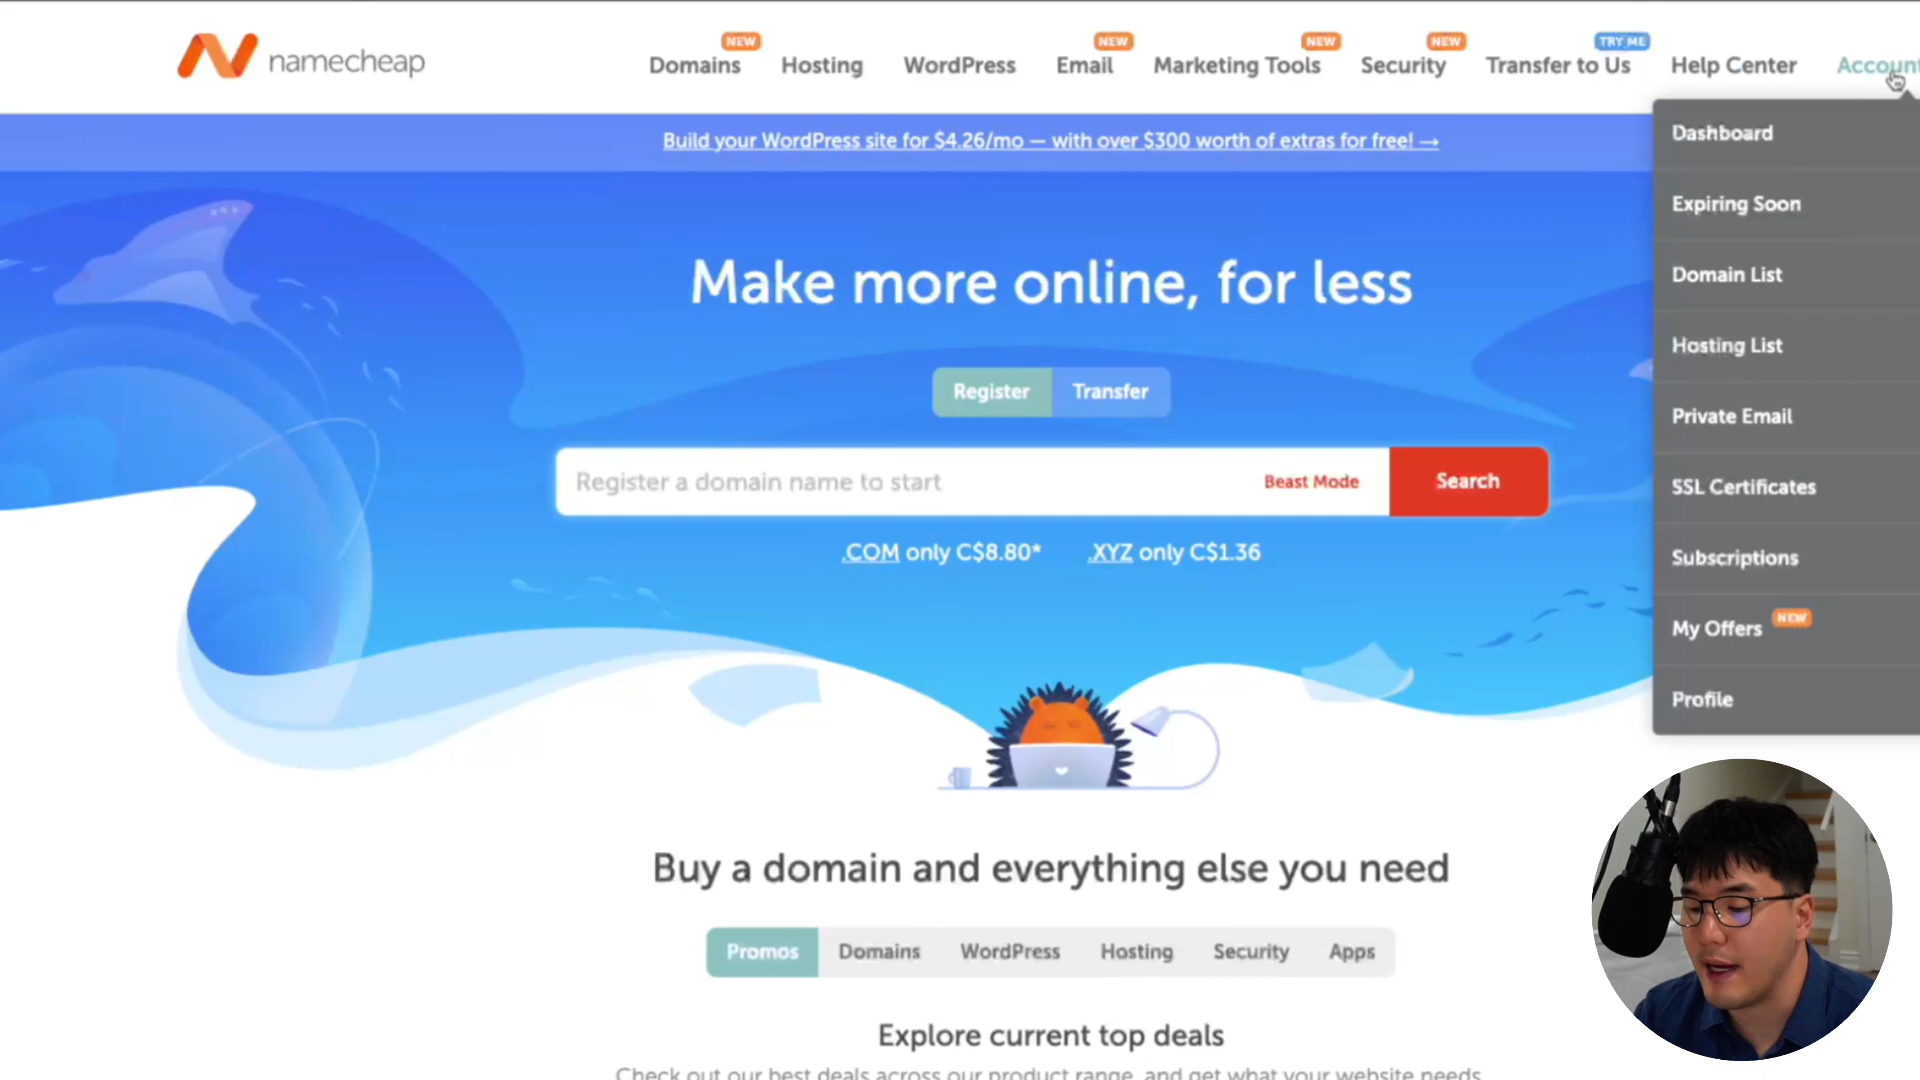 namecheap
NEW NEW NEW NEW TRY ME
Domains Hosting WordPress Email Marketing Tools Security Transfer to Us Help Center Account
Build your WordPress site for $4.26/mo — with over $300 worth of extras for free! →
Dashboard
Expiring Soon
Domain List
Hosting List
Private Email
SSL Certificates
Subscriptions
My Offers NEW
Profile
Make more online, for less
Register Transfer
Register a domain name to start Beast Mode Search
.COM only C$8.80* .XYZ only C$1.36
Buy a domain and everything else you need
Promos Domains WordPress Hosting Security Apps
Explore current top deals
Check out our best deals across our product range, and get what your website needs